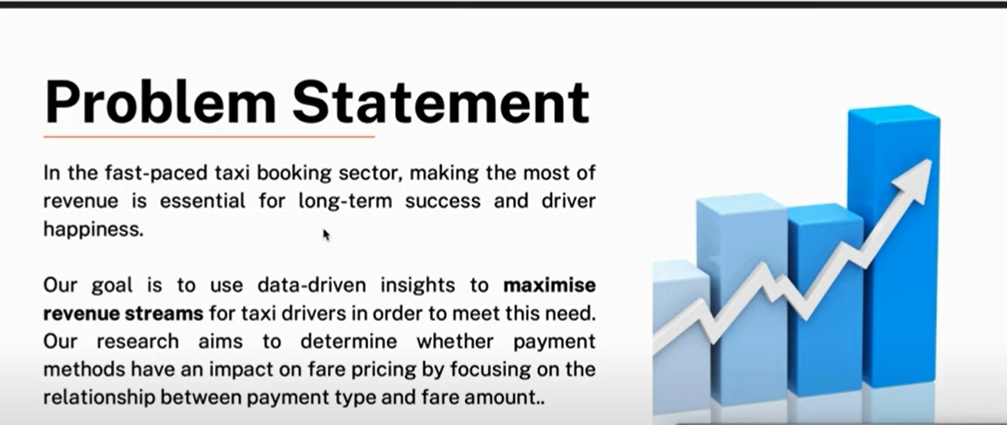 Problem Statement
In the fast-paced taxi booking sector, making the most of
revenue is essential for long-term success and driver
happiness.
Our goal is to use data-driven insights to maximise
revenue streams for taxi drivers in order to meet this need.
Our research aims to determine whether payment
methods have an impact on fare pricing by focusing on the
relationship between payment type and fare amount..